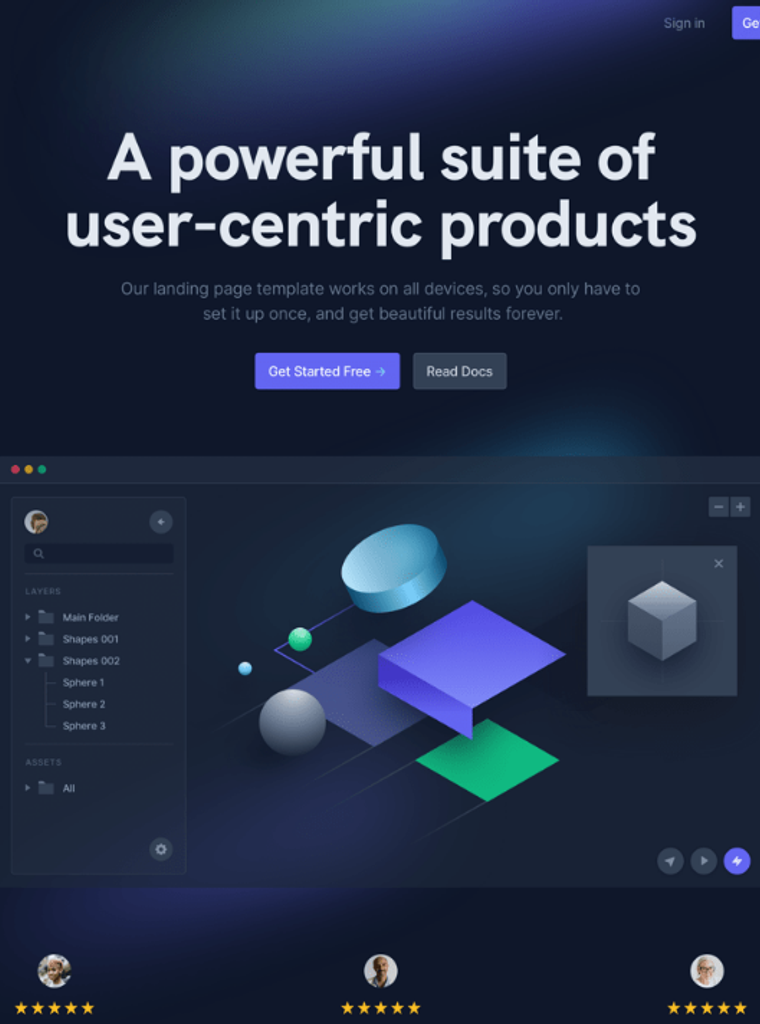 Sign in
Ge
A powerful suite of
user-centric products
Our landing page template works on all devices, so you only have to
set it up once, and get beautiful results forever.
Get Started Free →
Read Docs
LAYERS
Main Folder
Shapes 001
Shapes 002
Sphere 1
Sphere 2
Sphere 3
ASSETS
All